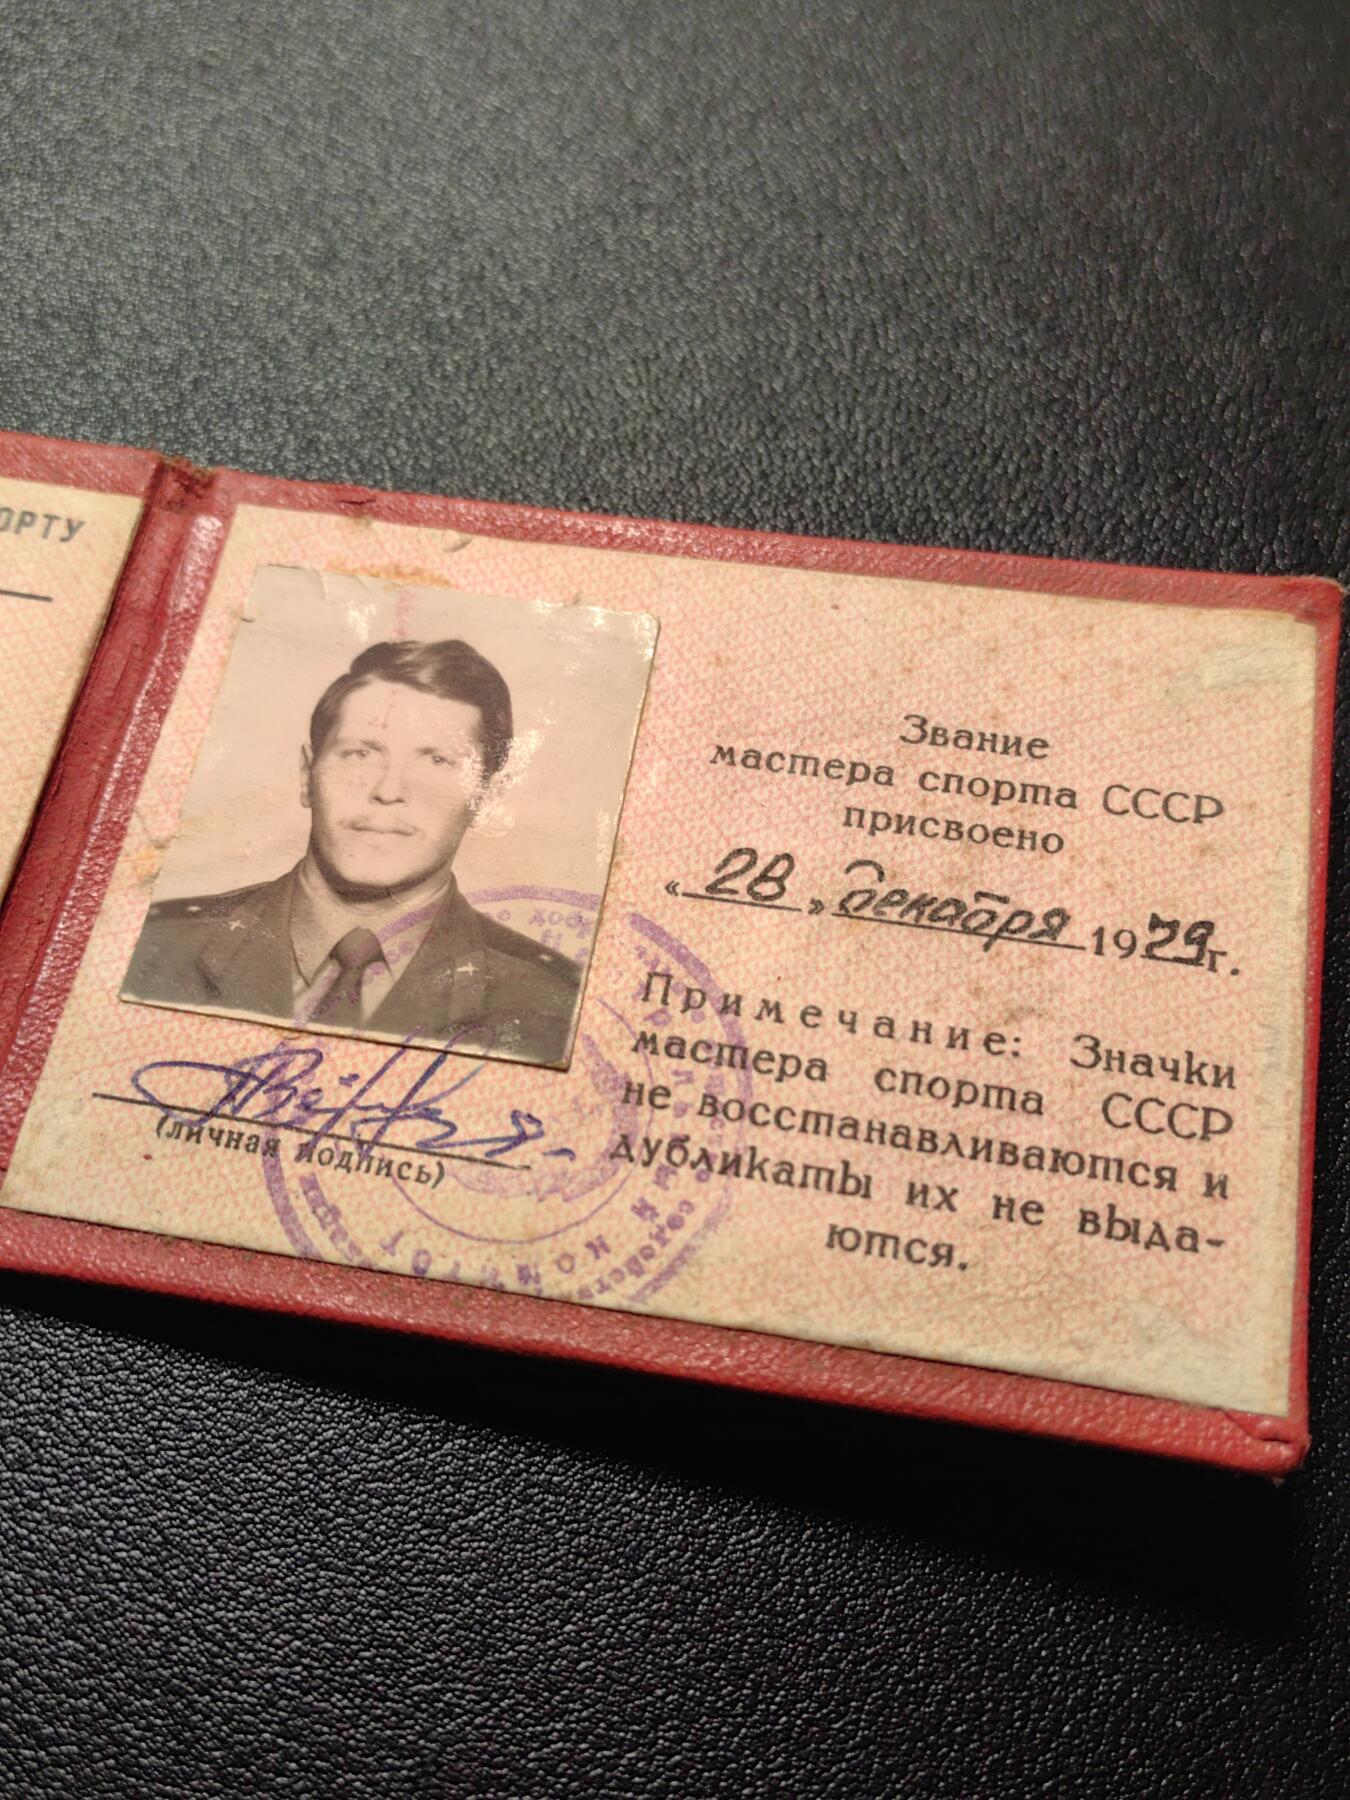 ОРТУ
Звание
мастера спорта СССР
присвоено
«28» декабря 1979г.
Примечание: Значки
мастера спорта СССР
не восстанавливаются и
дубликаты их не выда-
ются.
(личная подпись)